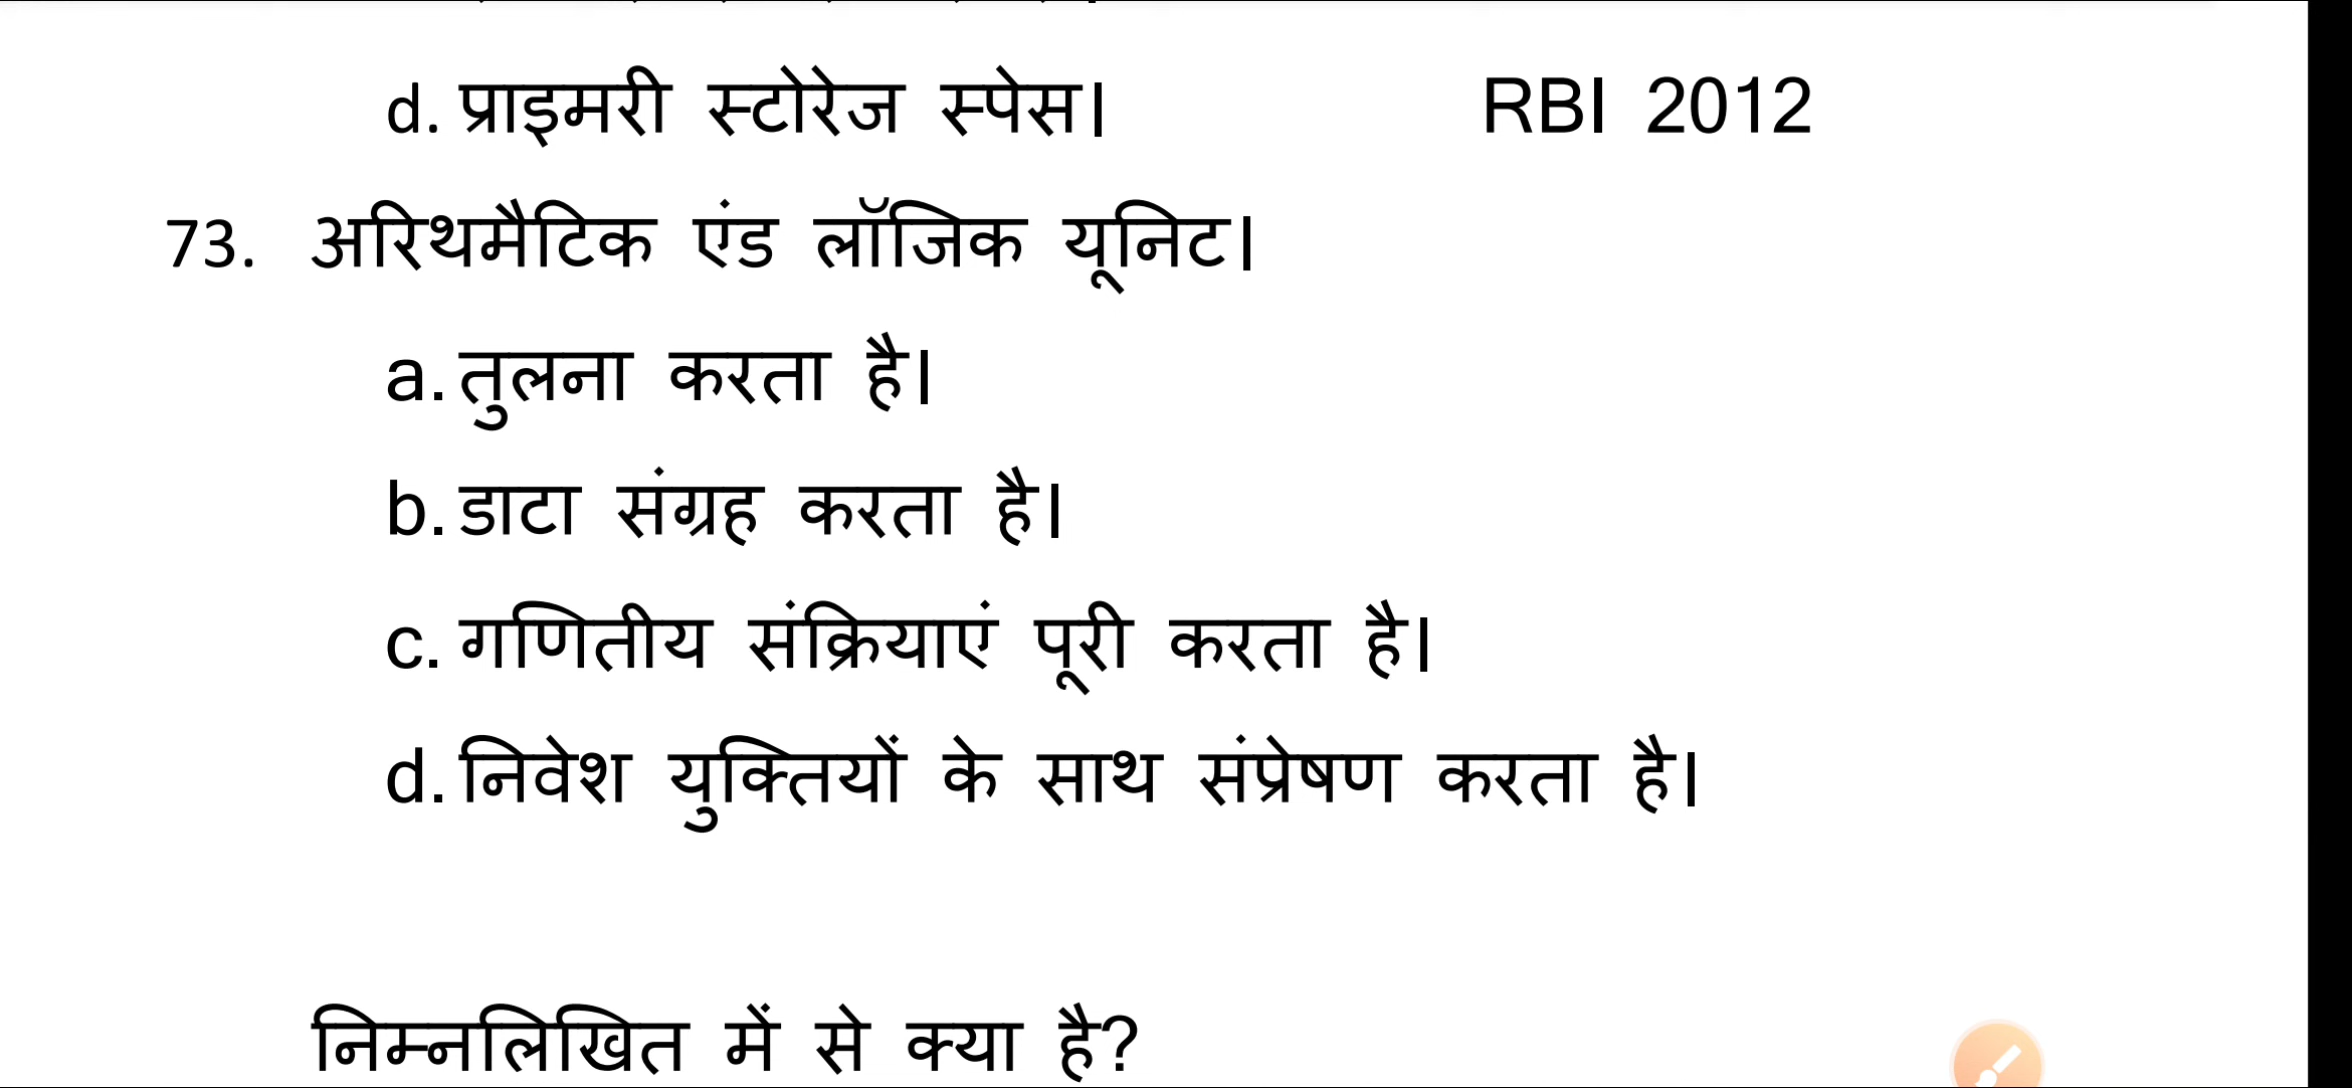 d. प्राइमरी स्टोरेज स्पेस। RBI 2012
73. अरिथमैटिक एंड लॉजिक यूनिट।
a. तुलना करता है।
b. डाटा संग्रह करता है।
c. गणितीय संक्रियाएं पूरी करता है।
d. निवेश युक्तियों के साथ संप्रेषण करता है।
निम्नलिखित में से क्या है?